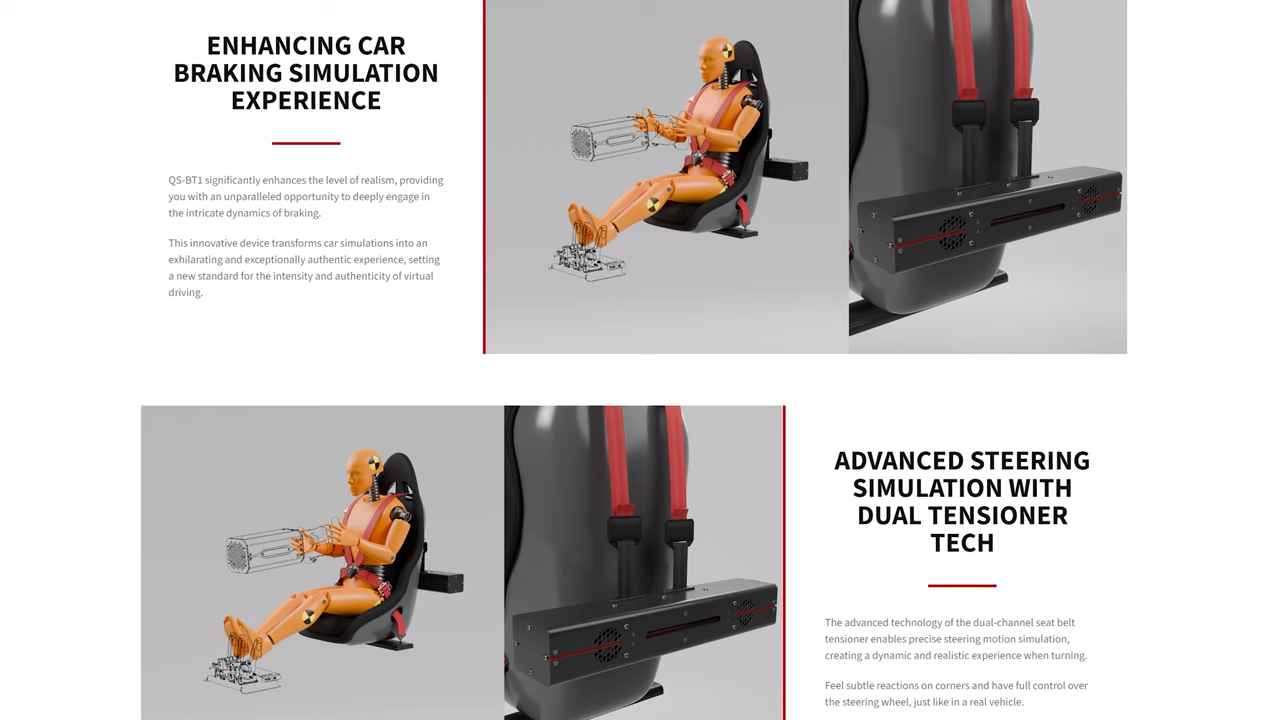 ENHANCING CAR
BRAKING SIMULATION
EXPERIENCE
QS-BT1 significantly enhances the level of realism, providing
you with an unparalleled opportunity to deeply engage in
the intricate dynamics of braking.
This innovative device transforms car simulations into an
exhilarating and exceptionally authentic experience, setting
a new standard for the intensity and authenticity of virtual
driving.
ADVANCED STEERING
SIMULATION WITH
DUAL TENSIONER
TECH
The advanced technology of the dual-channel seat belt
tensioner enables precise steering motion simulation,
creating a dynamic and realistic experience when turning.
Feel subtle reactions on corners and have full control over
the steering wheel, just like in a real vehicle.